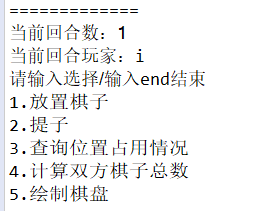 =============
当前回合数：1
当前回合玩家：i
请输入选择/输入end结束
1.放置棋子
2.提子
3.查询位置占用情况
4.计算双方棋子总数
5.绘制棋盘